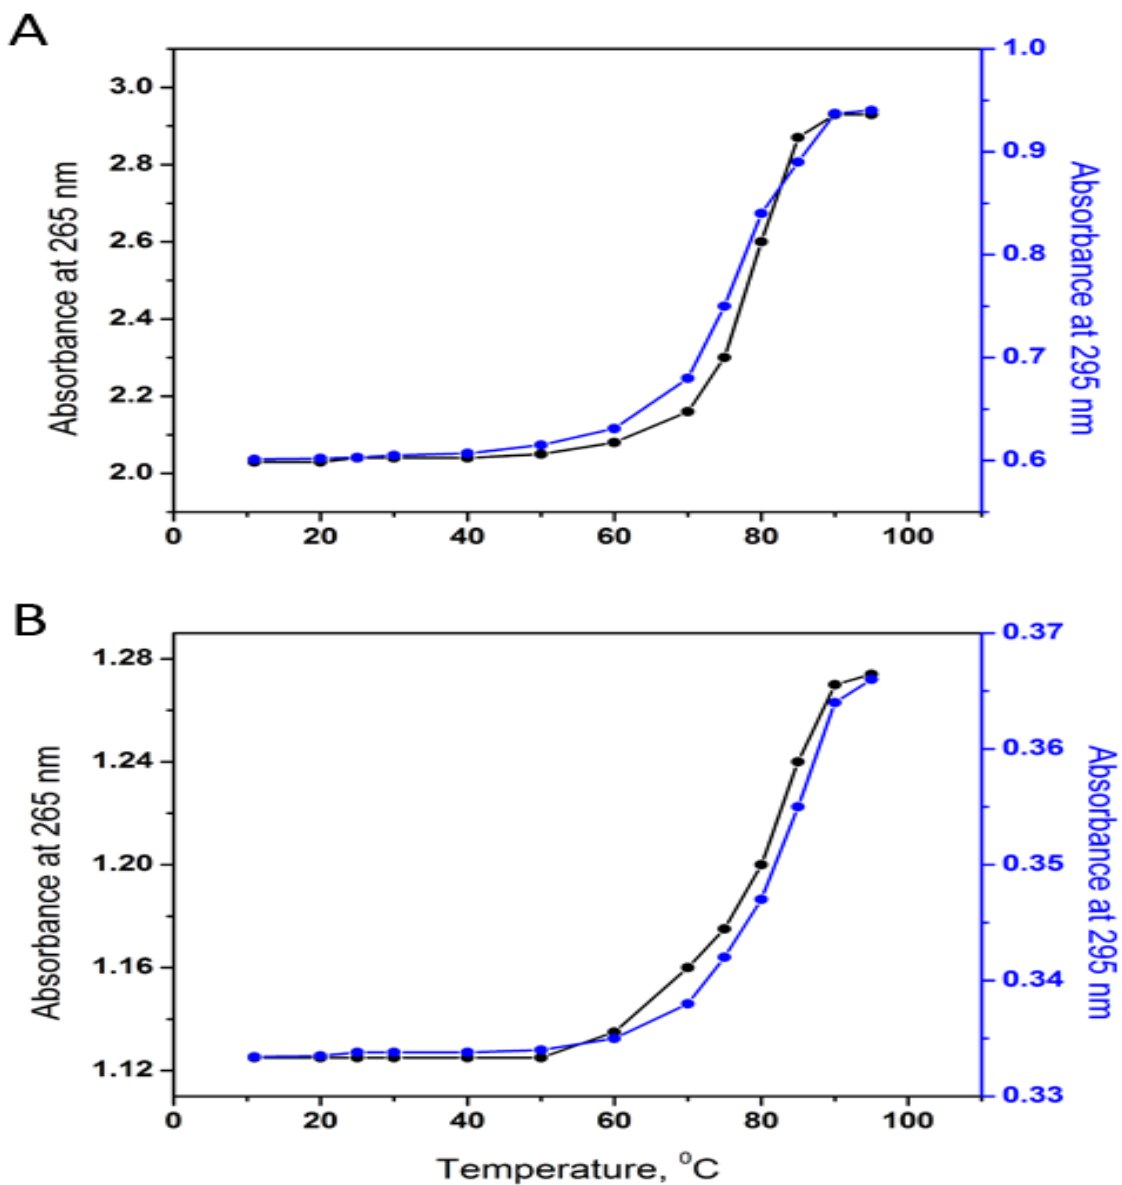 A
1.0
3.0
0.9
2.8
2.6
0.8
2.4
0.7
2.2
2.0
0.6
Absorbance at 265 nm
Absorbance at 295 nm
0 20 40 60 80 100
B
0.37
1.28
0.36
1.24
1.20
0.35
1.16
0.34
1.12
0.33
Absorbance at 265 nm
Absorbance at 295 nm
0 20 40 60 80 100
Temperature, °C